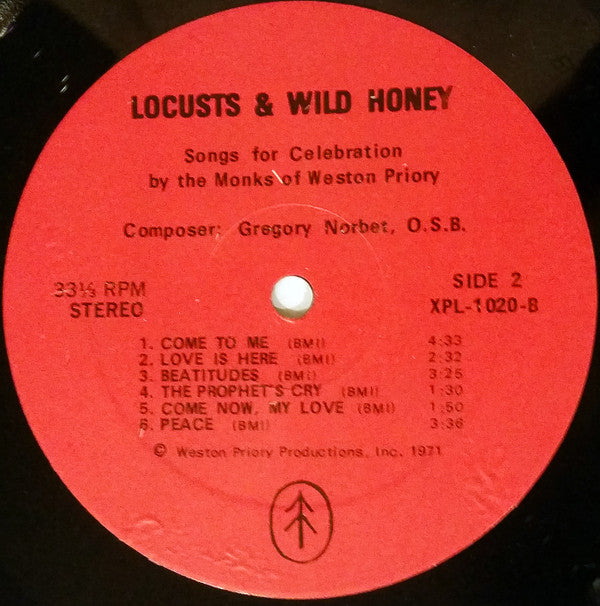 LOCUSTS & WILD HONEY
Songs for Celebration
by the Monks of Weston Priory
Composer: Gregory Norbet, O.S.B.
33⅓ RPM
STEREO
SIDE 2
XPL-1020-B
1. COME TO ME (BMI) 4:33
2. LOVE IS HERE (BMI) 2:32
3. BEATITUDES (BMI) 3:25
4. THE PROPHET'S CRY (BMI) 1:30
5. COME NOW, MY LOVE (BMI) 1:50
6. PEACE (BMI) 3:36
© Weston Priory Productions, Inc. 1971